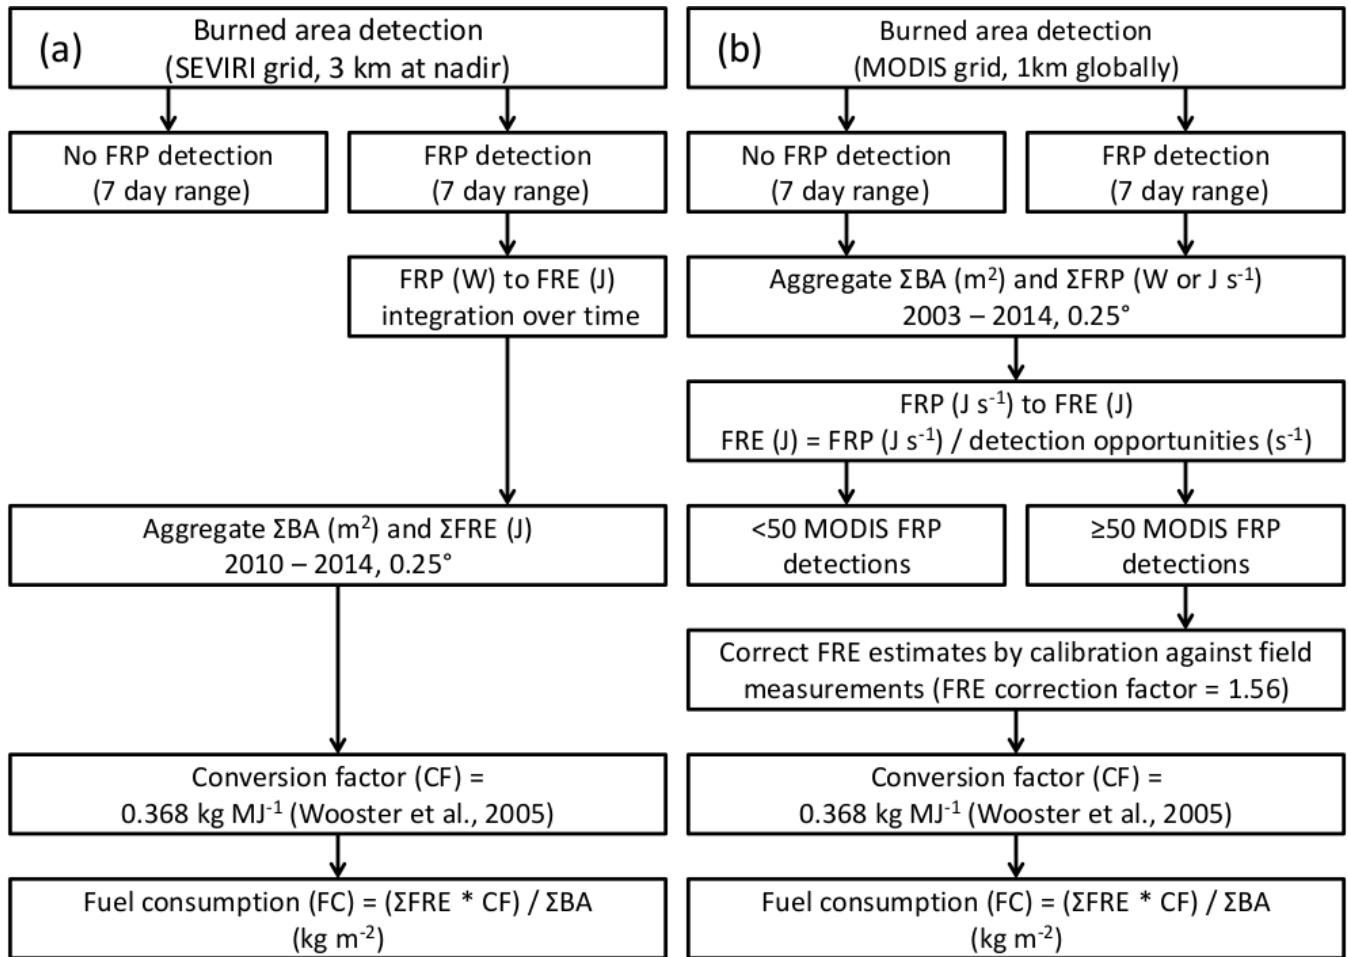 (a)
Burned area detection
(SEVIRI grid, 3 km at nadir)
No FRP detection
(7 day range)
FRP detection
(7 day range)
FRP (W) to FRE (J)
integration over time
Aggregate ΣBA (m²) and ΣFRE (J)
2010 – 2014, 0.25°
Conversion factor (CF) =
0.368 kg MJ⁻¹ (Wooster et al., 2005)
Fuel consumption (FC) = (ΣFRE * CF) / ΣBA
(kg m⁻²)
(b)
Burned area detection
(MODIS grid, 1km globally)
No FRP detection
(7 day range)
FRP detection
(7 day range)
Aggregate ΣBA (m²) and ΣFRP (W or J s⁻¹)
2003 – 2014, 0.25°
FRP (J s⁻¹) to FRE (J)
FRE (J) = FRP (J s⁻¹) / detection opportunities (s⁻¹)
<50 MODIS FRP
detections
≥50 MODIS FRP
detections
Correct FRE estimates by calibration against field
measurements (FRE correction factor = 1.56)
Conversion factor (CF) =
0.368 kg MJ⁻¹ (Wooster et al., 2005)
Fuel consumption (FC) = (ΣFRE * CF) / ΣBA
(kg m⁻²)